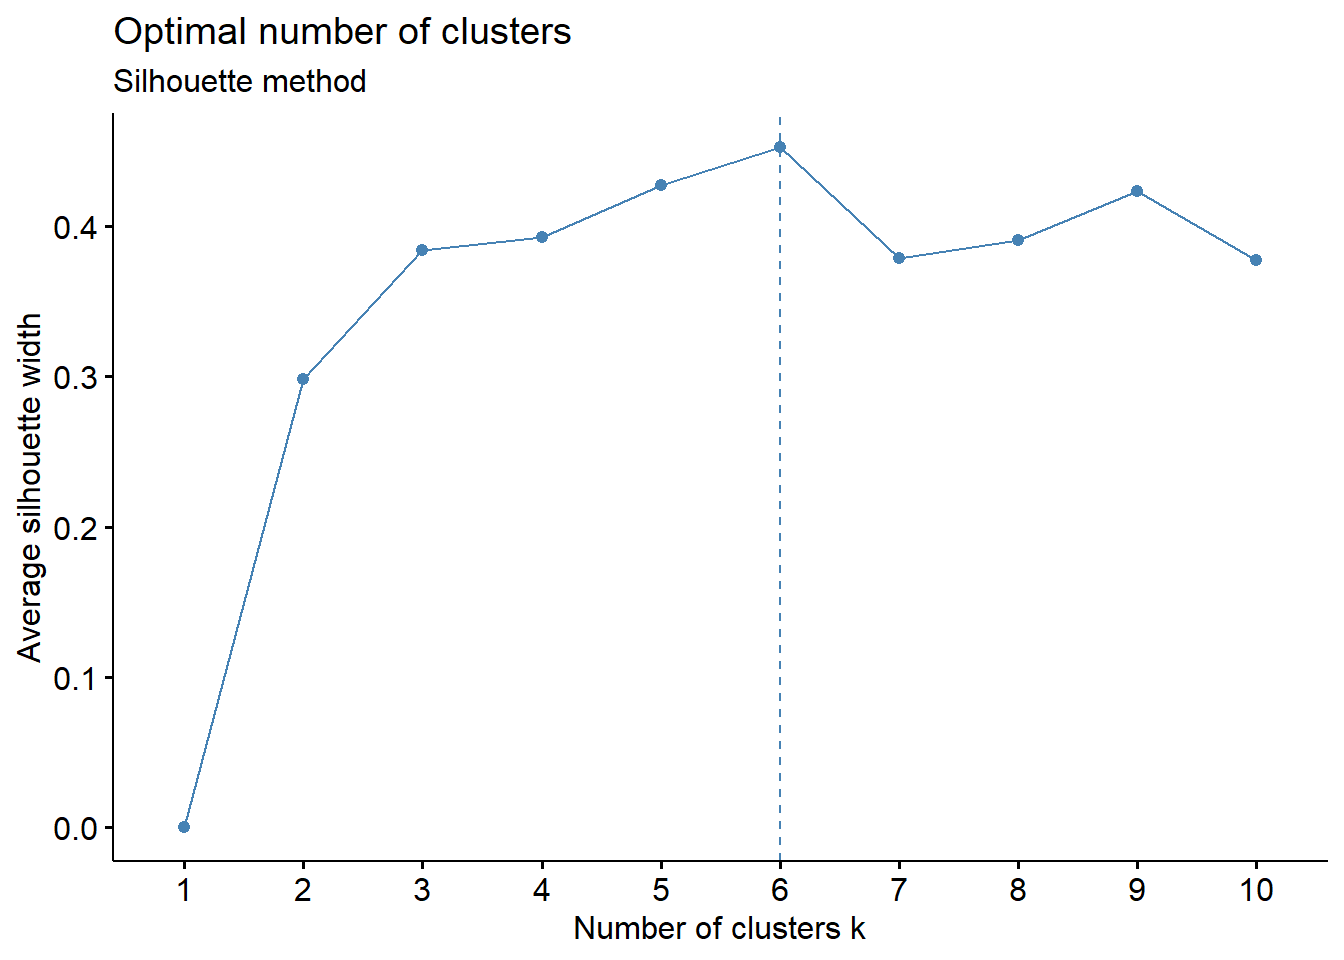 Optimal number of clusters
Silhouette method
Average silhouette width
0.4
0.3
0.2
0.1
0.0
1 2 3 4 5 6 7 8 9 10
Number of clusters k